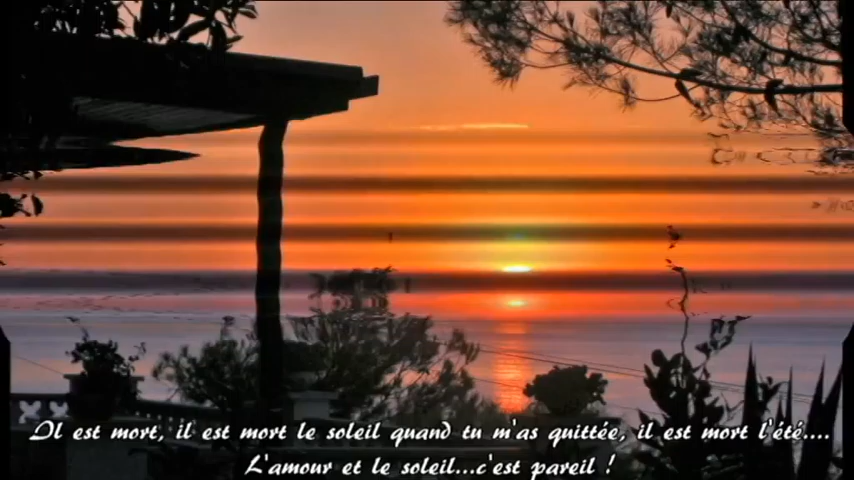 Il est mort, il est mort le soleil quand tu m'as quittée, il est mort l'été....
L'amour et le soleil...c'est pareil !